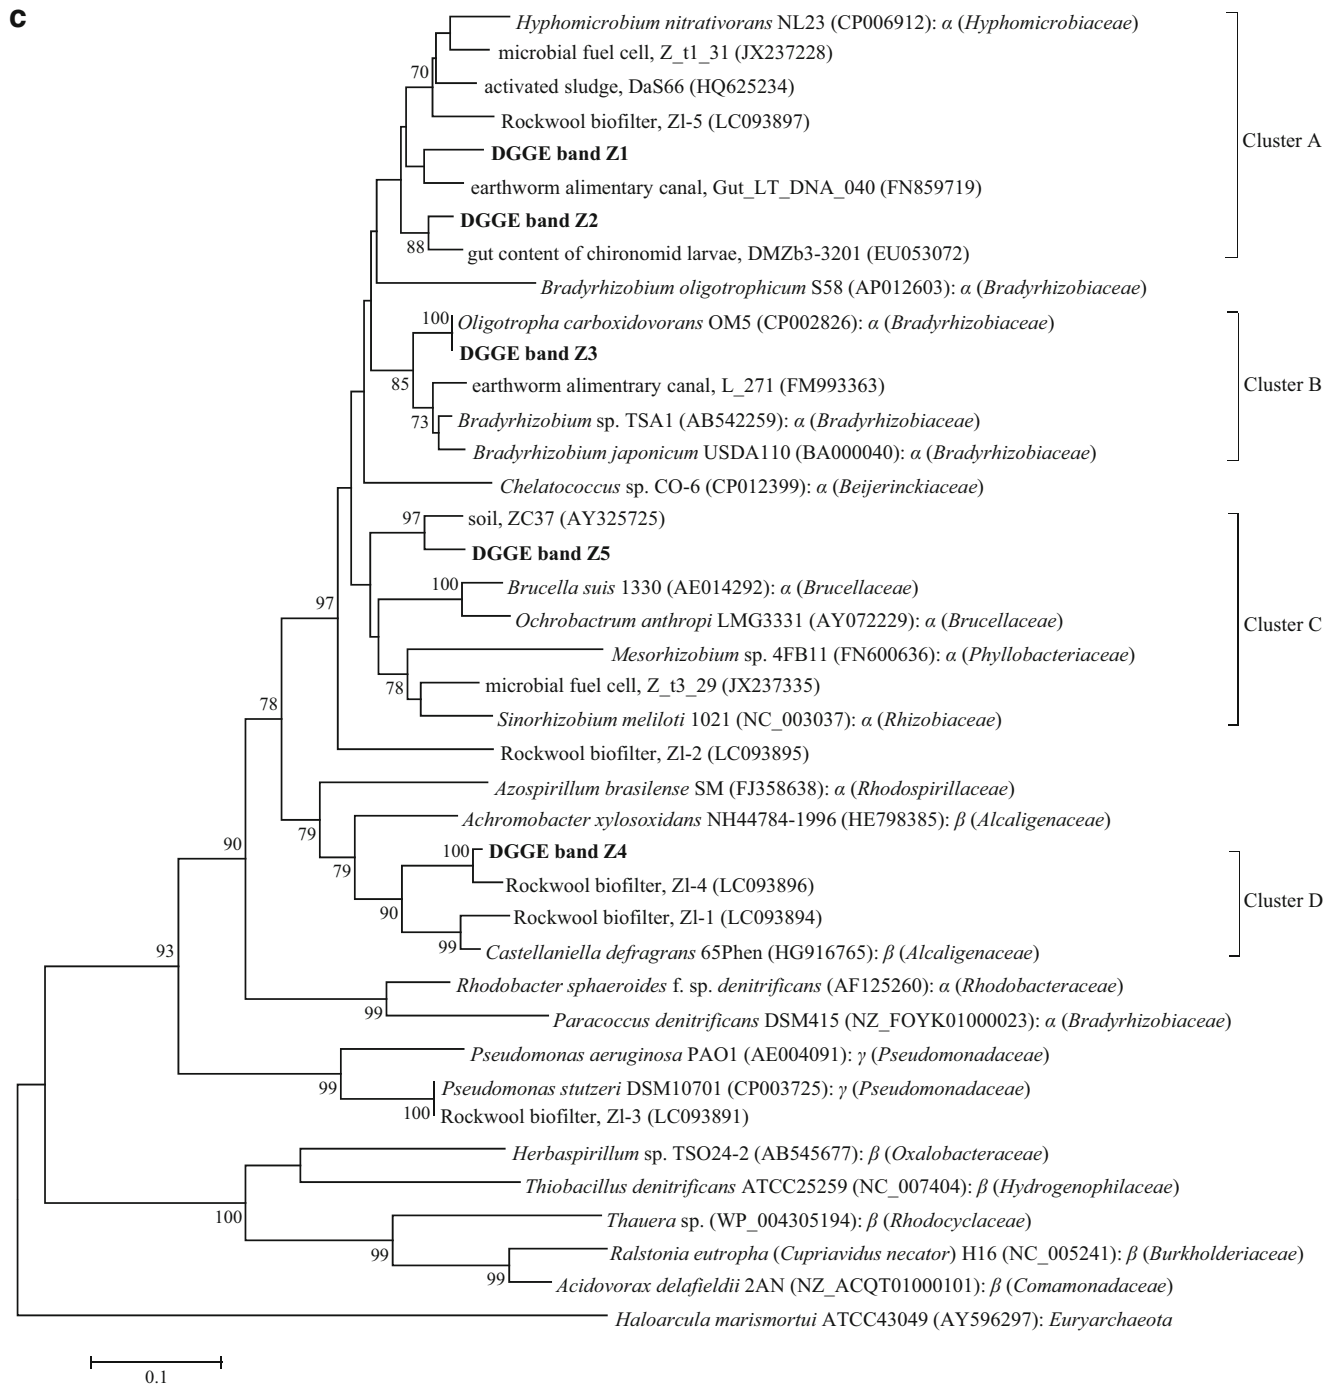 c
Hyphomicrobium nitrativorans NL23 (CP006912): α (Hyphomicrobiaceae)
microbial fuel cell, Z_t1_31 (JX237228)
70
activated sludge, DaS66 (HQ625234)
Rockwool biofilter, Zl-5 (LC093897)
Cluster A
DGGE band Z1
earthworm alimentary canal, Gut_LT_DNA_040 (FN859719)
DGGE band Z2
88
gut content of chironomid larvae, DMZb3-3201 (EU053072)
Bradyrhizobium oligotrophicum S58 (AP012603): α (Bradyrhizobiaceae)
100
Oligotropha carboxidovorans OM5 (CP002826): α (Bradyrhizobiaceae)
DGGE band Z3
85
earthworm alimentrary canal, L_271 (FM993363)
Cluster B
73
Bradyrhizobium sp. TSA1 (AB542259): α (Bradyrhizobiaceae)
Bradyrhizobium japonicum USDA110 (BA000040): α (Bradyrhizobiaceae)
Chelatococcus sp. CO-6 (CP012399): α (Beijerinckiaceae)
97
soil, ZC37 (AY325725)
DGGE band Z5
100
Brucella suis 1330 (AE014292): α (Brucellaceae)
97
Ochrobactrum anthropi LMG3331 (AY072229): α (Brucellaceae)
Cluster C
Mesorhizobium sp. 4FB11 (FN600636): α (Phyllobacteriaceae)
78
microbial fuel cell, Z_t3_29 (JX237335)
78
Sinorhizobium meliloti 1021 (NC_003037): α (Rhizobiaceae)
Rockwool biofilter, Zl-2 (LC093895)
Azospirillum brasilense SM (FJ358638): α (Rhodospirillaceae)
79
Achromobacter xylosoxidans NH44784-1996 (HE798385): β (Alcaligenaceae)
90
100
DGGE band Z4
79
Rockwool biofilter, Zl-4 (LC093896)
Cluster D
90
Rockwool biofilter, Zl-1 (LC093894)
99
Castellaniella defragrans 65Phen (HG916765): β (Alcaligenaceae)
93
Rhodobacter sphaeroides f. sp. denitrificans (AF125260): α (Rhodobacteraceae)
99
Paracoccus denitrificans DSM415 (NZ_FOYK01000023): α (Bradyrhizobiaceae)
Pseudomonas aeruginosa PAO1 (AE004091): γ (Pseudomonadaceae)
99
Pseudomonas stutzeri DSM10701 (CP003725): γ (Pseudomonadaceae)
100
Rockwool biofilter, Zl-3 (LC093891)
Herbaspirillum sp. TSO24-2 (AB545677): β (Oxalobacteraceae)
Thiobacillus denitrificans ATCC25259 (NC_007404): β (Hydrogenophilaceae)
100
Thauera sp. (WP_004305194): β (Rhodocyclaceae)
99
Ralstonia eutropha (Cupriavidus necator) H16 (NC_005241): β (Burkholderiaceae)
99
Acidovorax delafieldii 2AN (NZ_ACQT01000101): β (Comamonadaceae)
Haloarcula marismortui ATCC43049 (AY596297): Euryarchaeota
0.1